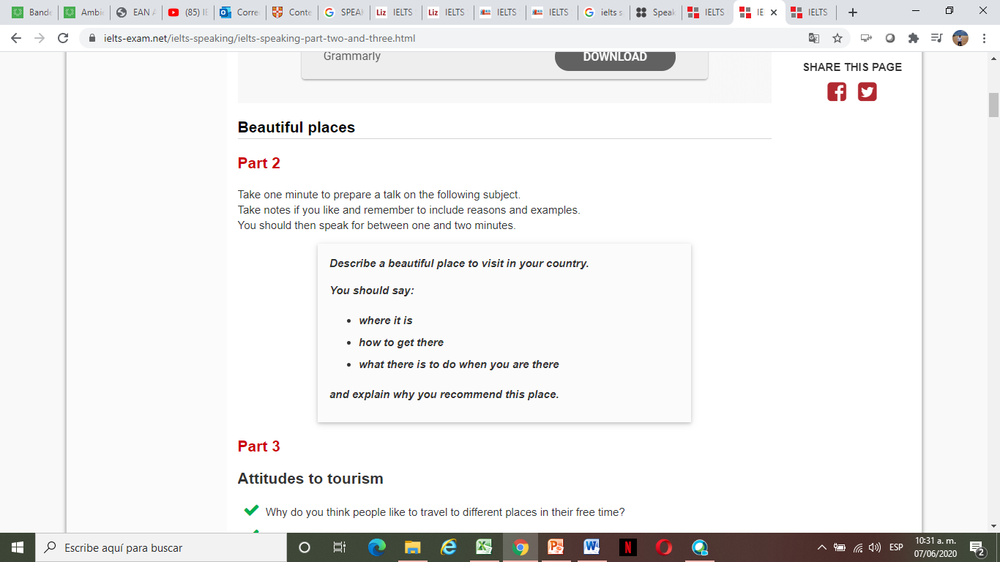 Bande
Ambie
EAN A
(85) IE
Corre
Conte
SPEAK
Liz IELTS
Liz IELTS
IELTS
IELTS
ielts s
Speak
IELTS
IE
IELTS
ielts-exam.net/ielts-speaking/ielts-speaking-part-two-and-three.html
Grammarly
DOWNLOAD
SHARE THIS PAGE
Beautiful places
Part 2
Take one minute to prepare a talk on the following subject.
Take notes if you like and remember to include reasons and examples.
You should then speak for between one and two minutes.
Describe a beautiful place to visit in your country.
You should say:
• where it is
• how to get there
• what there is to do when you are there
and explain why you recommend this place.
Part 3
Attitudes to tourism
Why do you think people like to travel to different places in their free time?
Escribe aquí para buscar
ESP
10:31 a. m.
07/06/2020
2